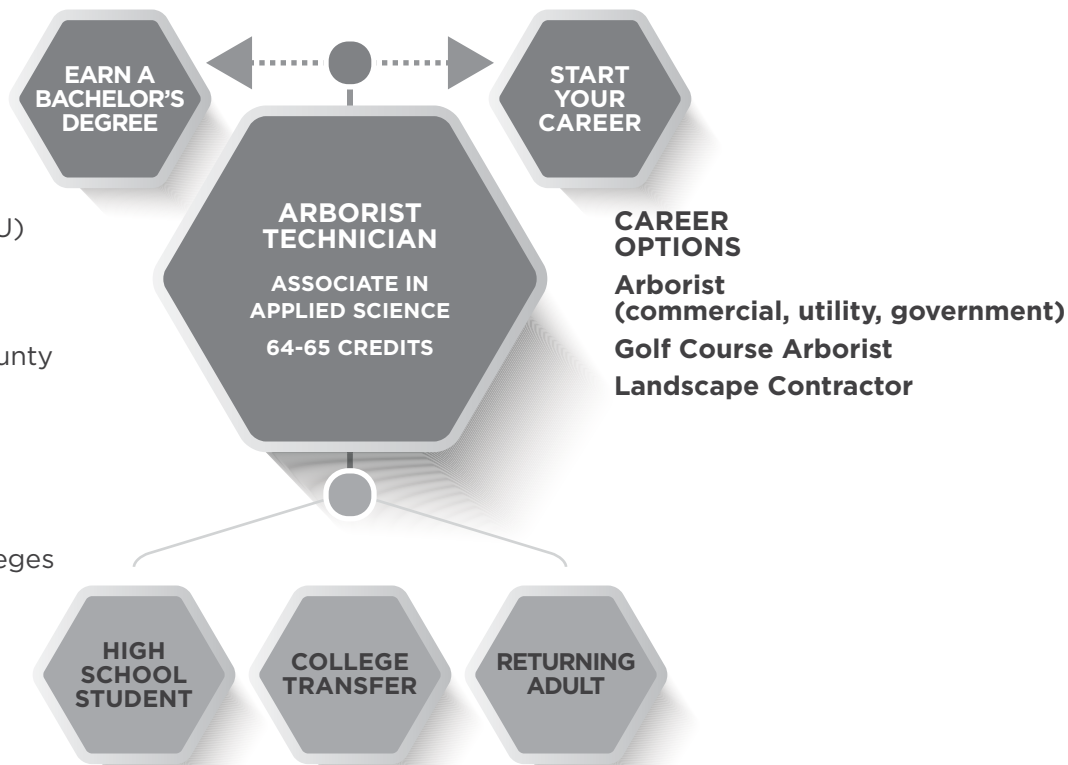 EARN A
BACHELOR'S
DEGREE
START
YOUR
CAREER
ARBORIST
TECHNICIAN
ASSOCIATE IN
APPLIED SCIENCE
64-65 CREDITS
CAREER
OPTIONS
Arborist
(commercial, utility, government)
Golf Course Arborist
Landscape Contractor
HIGH
SCHOOL
STUDENT
COLLEGE
TRANSFER
RETURNING
ADULT